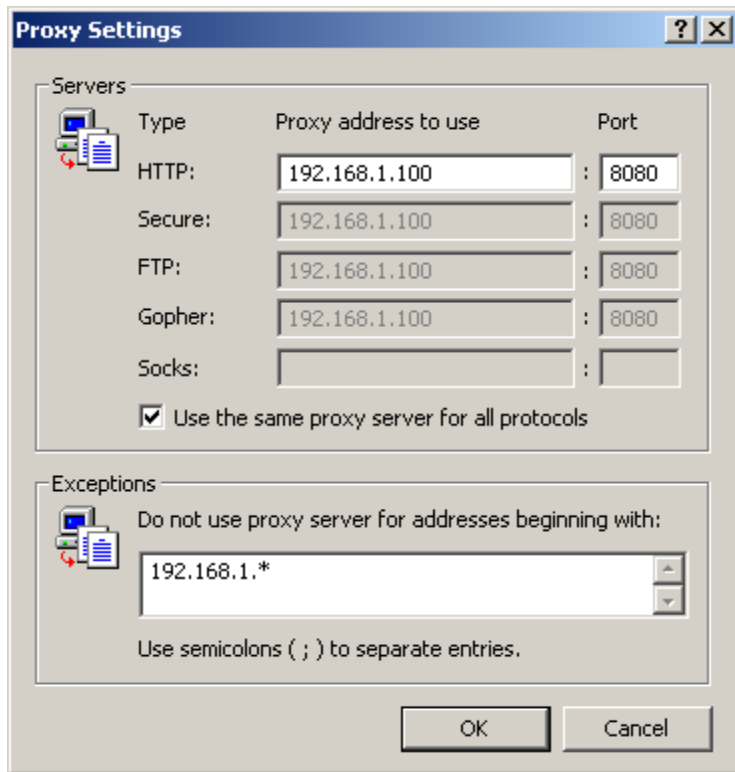 Proxy Settings
Servers
Type Proxy address to use Port
HTTP: 192.168.1.100 : 8080
Secure: 192.168.1.100 : 8080
FTP: 192.168.1.100 : 8080
Gopher: 192.168.1.100 : 8080
Socks: :
Use the same proxy server for all protocols
Exceptions
Do not use proxy server for addresses beginning with:
192.168.1.*
Use semicolons ( ; ) to separate entries.
OK Cancel